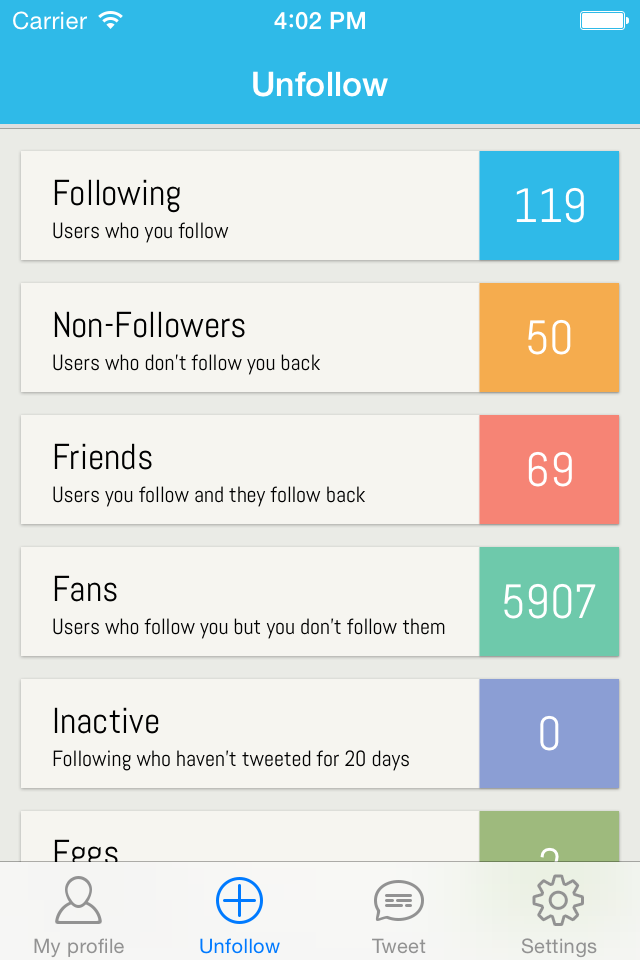 Carrier 4:02 PM
Unfollow
Following
Users who you follow
119
Non-Followers
Users who don't follow you back
50
Friends
Users you follow and they follow back
69
Fans
Users who follow you but you don't follow them
5907
Inactive
Following who haven't tweeted for 20 days
0
Eggs
My profile Unfollow Tweet Settings